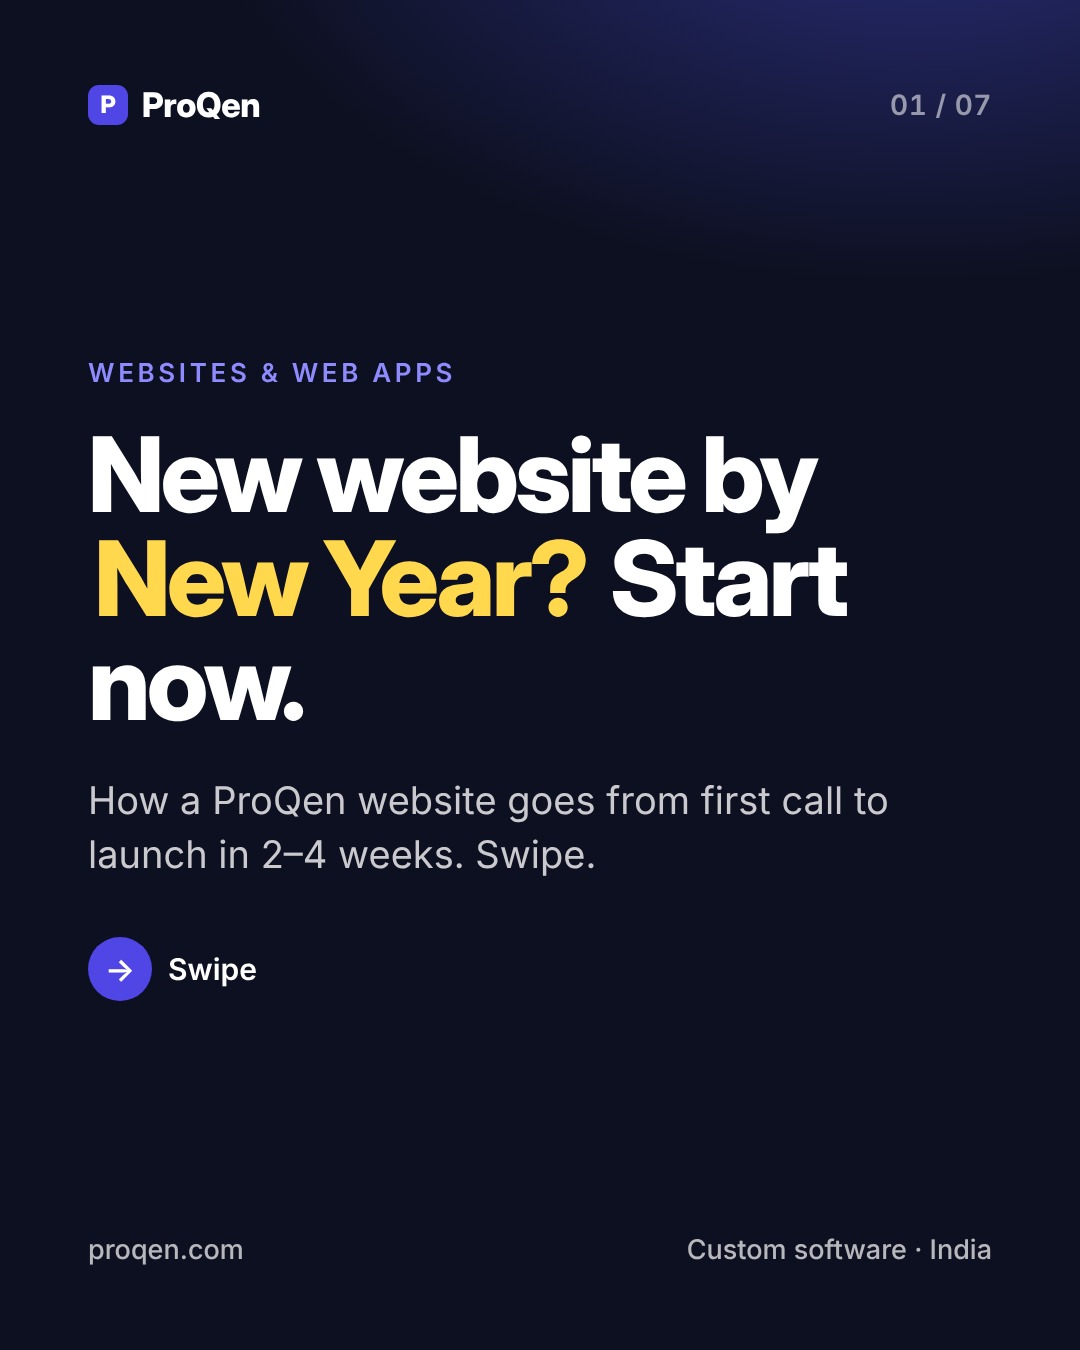 P ProQen
01 / 07
WEBSITES & WEB APPS
New website by
New Year? Start
now.
How a ProQen website goes from first call to
launch in 2–4 weeks. Swipe.
→ Swipe
proqen.com
Custom software · India